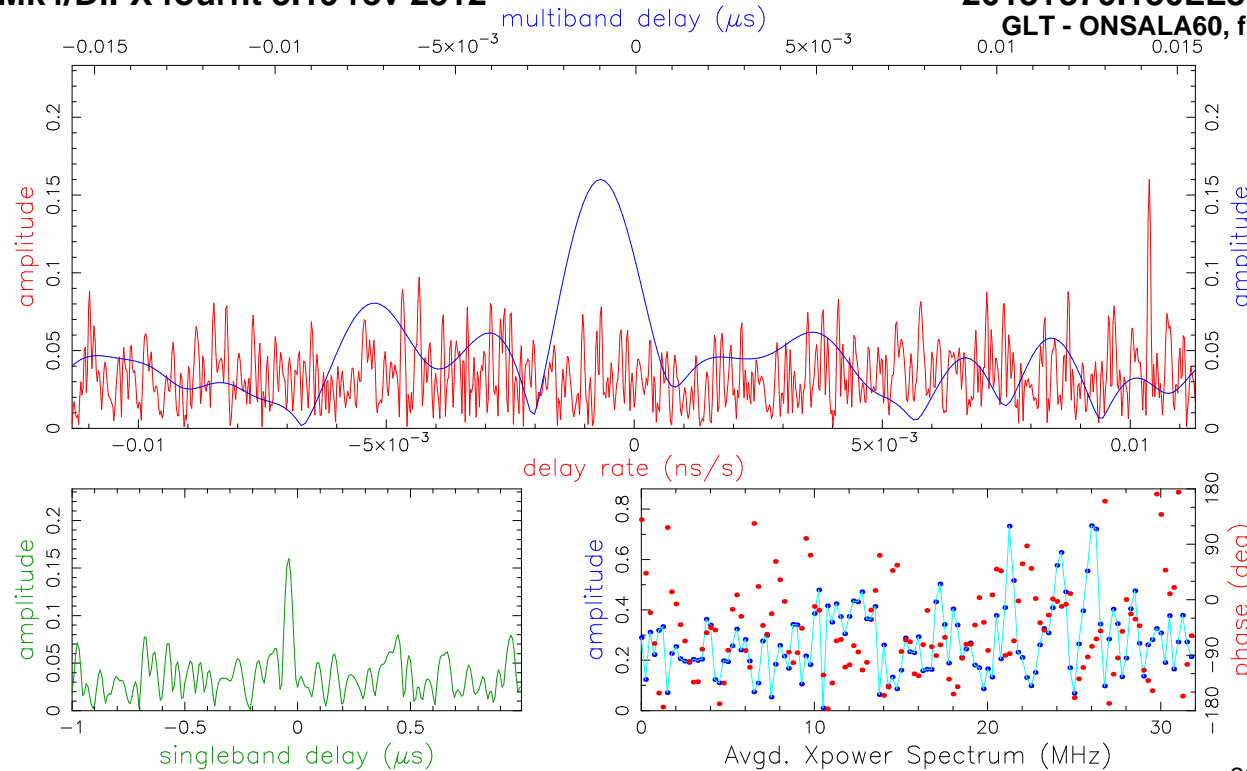 multiband delay (μs)
GLT - ONSALA60, f
−0.015 −0.01 −5×10⁻³ 0 5×10⁻³ 0.01 0.015
amplitude
0 0.05 0.1 0.15 0.2
amplitude
0 0.05 0.1 0.15 0.2
−0.01 −5×10⁻³ 0 5×10⁻³ 0.01
delay rate (ns/s)
amplitude
0 0.05 0.1 0.15 0.2
−1 −0.5 0 0.5
singleband delay (μs)
amplitude
0 0.2 0.4 0.6 0.8
phase (deg)
−180 −90 0 90 180
0 10 20 30
Avgd. Xpower Spectrum (MHz)